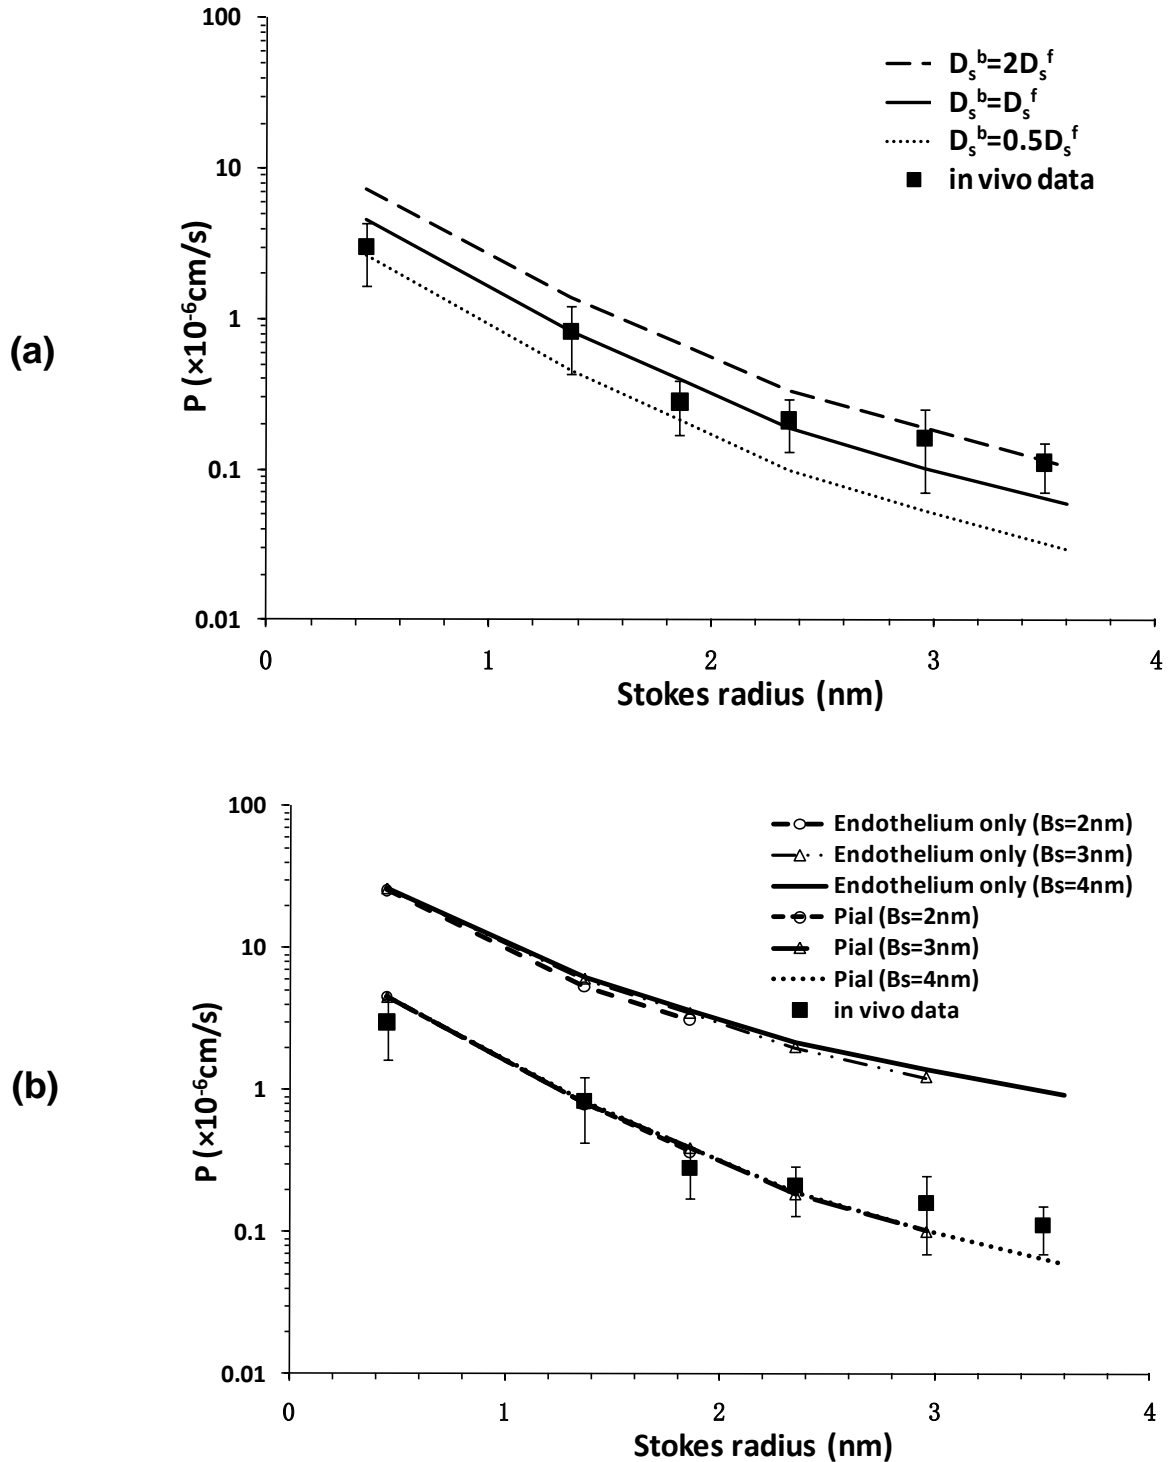 (a)
P (×10⁻⁶cm/s)
100
10
1
0.1
0.01
0 1 2 3 4
Stokes radius (nm)
Dₛᵇ=2Dₛᶠ
Dₛᵇ=Dₛᶠ
Dₛᵇ=0.5Dₛᶠ
in vivo data
(b)
P (×10⁻⁶cm/s)
100
10
1
0.1
0.01
0 1 2 3 4
Stokes radius (nm)
Endothelium only (Bs=2nm)
Endothelium only (Bs=3nm)
Endothelium only (Bs=4nm)
Pial (Bs=2nm)
Pial (Bs=3nm)
Pial (Bs=4nm)
in vivo data